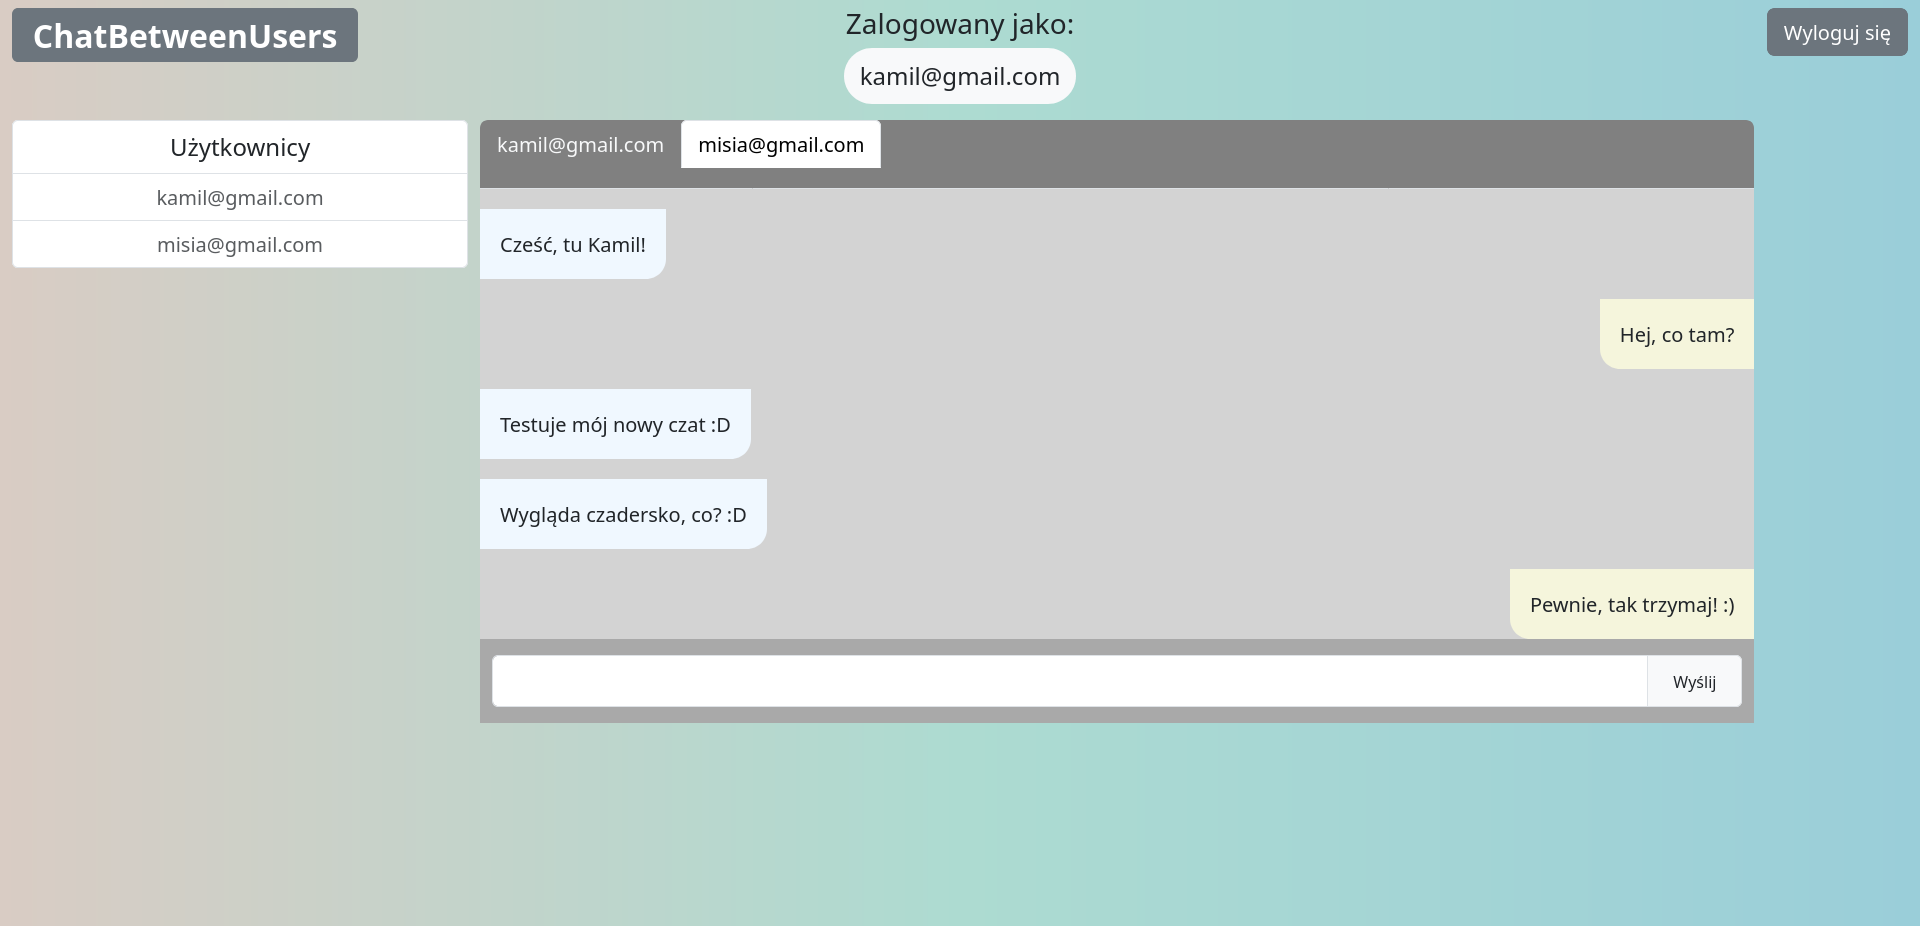 ChatBetweenUsers
Zalogowany jako:
kamil@gmail.com
Wyloguj się
Użytkownicy
kamil@gmail.com
misia@gmail.com
kamil@gmail.com
misia@gmail.com
Cześć, tu Kamil!
Hej, co tam?
Testuje mój nowy czat :D
Wygląda czadersko, co? :D
Pewnie, tak trzymaj! :)
Wyślij